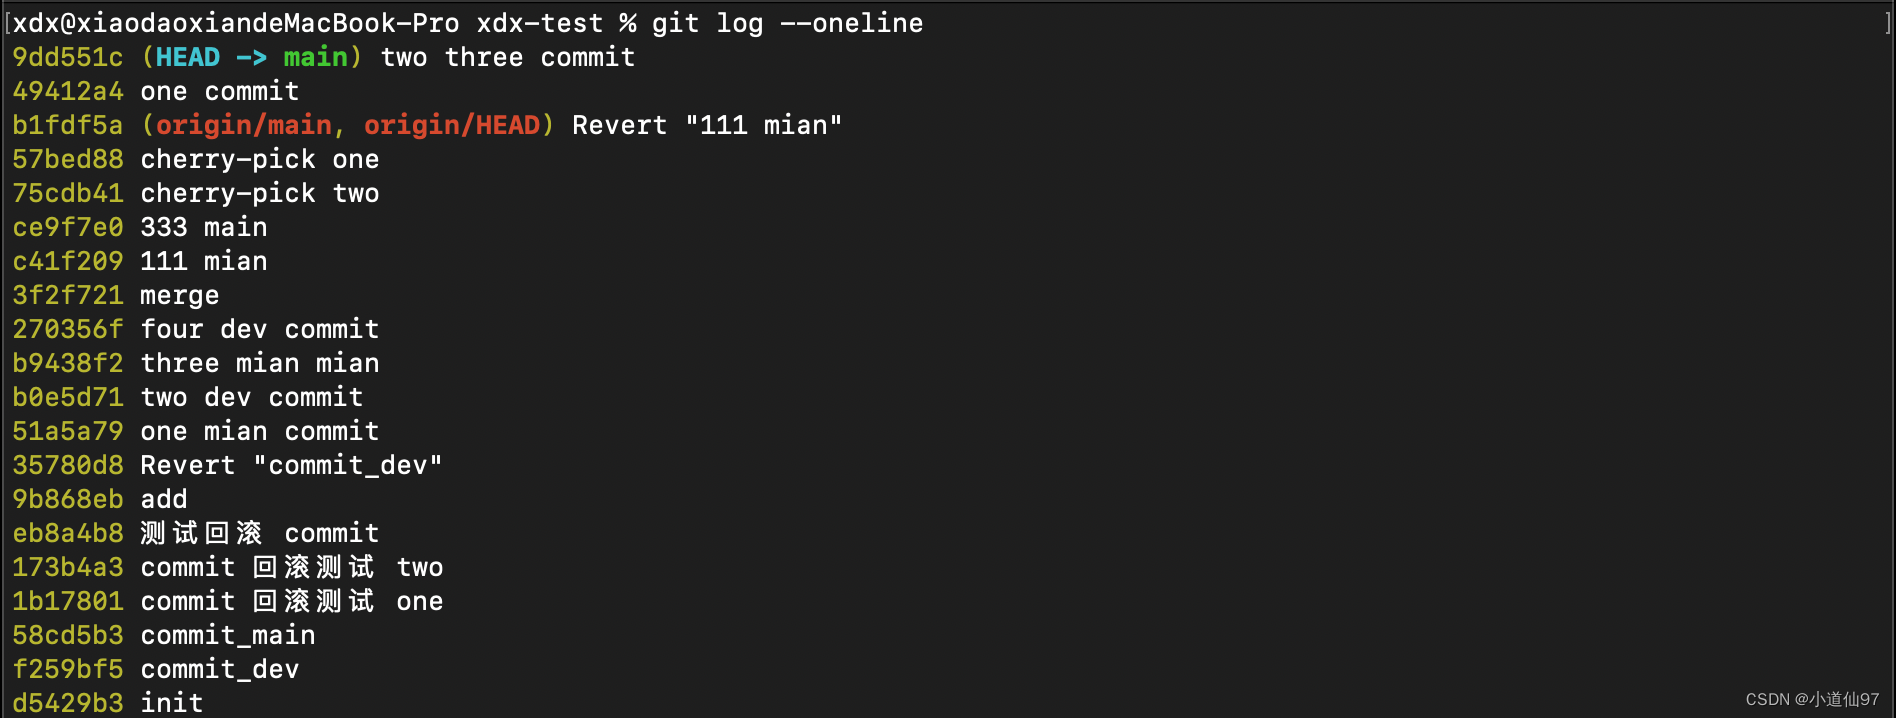 [xdx@xiaodaoxiandeMacBook-Pro xdx-test % git log --oneline ]
9dd551c (HEAD -> main) two three commit
49412a4 one commit
b1fdf5a (origin/main, origin/HEAD) Revert "111 mian"
57bed88 cherry-pick one
75cdb41 cherry-pick two
ce9f7e0 333 main
c41f209 111 mian
3f2f721 merge
270356f four dev commit
b9438f2 three mian mian
b0e5d71 two dev commit
51a5a79 one mian commit
35780d8 Revert "commit_dev"
9b868eb add
eb8a4b8 测试回滚 commit
173b4a3 commit 回滚测试 two
1b17801 commit 回滚测试 one
58cd5b3 commit_main
f259bf5 commit_dev
d5429b3 init
CSDN @小道仙97